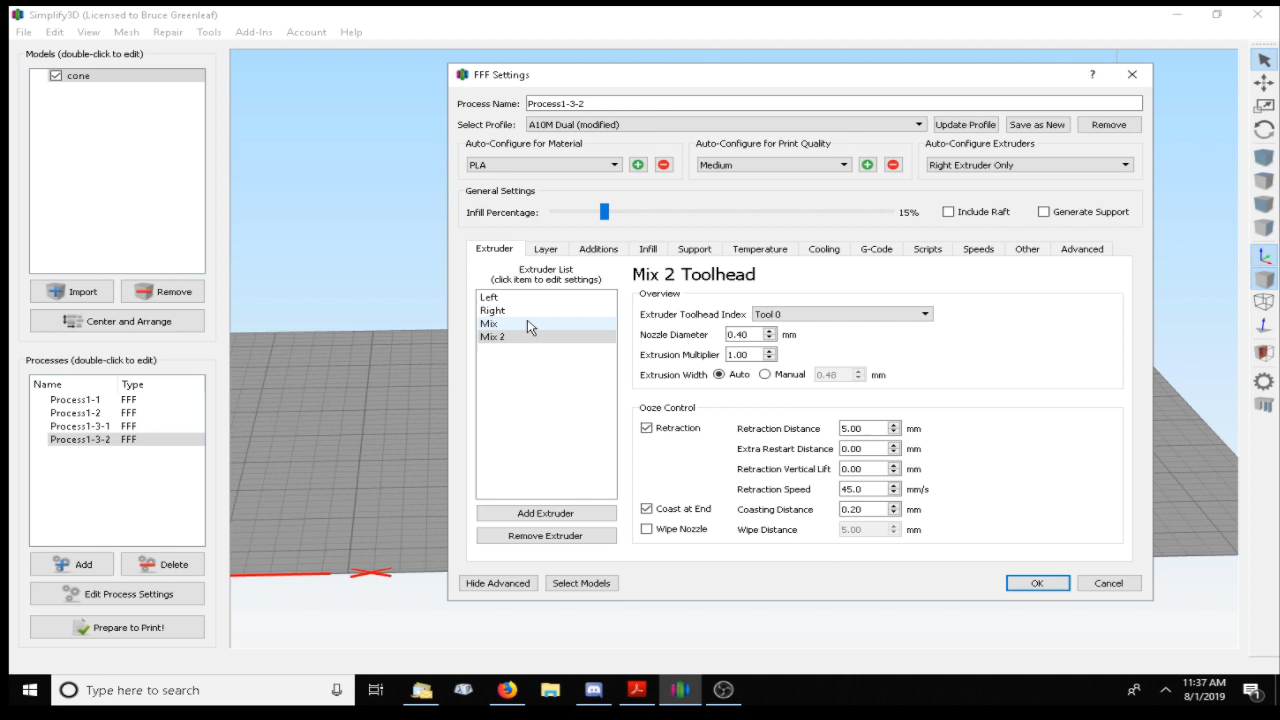 Simplify3D (Licensed to Bruce Greenleaf)
File Edit View Mesh Repair Tools Add-Ins Account Help
Models (double-click to edit)
cone
Import Remove
Center and Arrange
Processes (double-click to edit)
Name Type
Process1-1 FFF
Process1-2 FFF
Process1-3-1 FFF
Process1-3-2 FFF
Add Delete
Edit Process Settings
Prepare to Print!
FFF Settings
?
Process Name: Process1-3-2
Select Profile: A10M Dual (modified) Update Profile Save as New Remove
Auto-Configure for Material Auto-Configure for Print Quality Auto-Configure Extruders
PLA Medium Right Extruder Only
General Settings
Infill Percentage: 15% Include Raft Generate Support
Extruder Layer Additions Infill Support Temperature Cooling G-Code Scripts Speeds Other Advanced
Extruder List
(click item to edit settings)
Left
Right
Mix
Mix 2
Add Extruder
Remove Extruder
Mix 2 Toolhead
Overview
Extruder Toolhead Index Tool 0
Nozzle Diameter 0.40 mm
Extrusion Multiplier 1.00
Extrusion Width Auto Manual 0.48 mm
Ooze Control
Retraction Retraction Distance 5.00 mm
Extra Restart Distance 0.00 mm
Retraction Vertical Lift 0.00 mm
Retraction Speed 45.0 mm/s
Coast at End Coasting Distance 0.20 mm
Wipe Nozzle Wipe Distance 5.00 mm
Hide Advanced Select Models OK Cancel
Type here to search
11:37 AM
8/1/2019
1